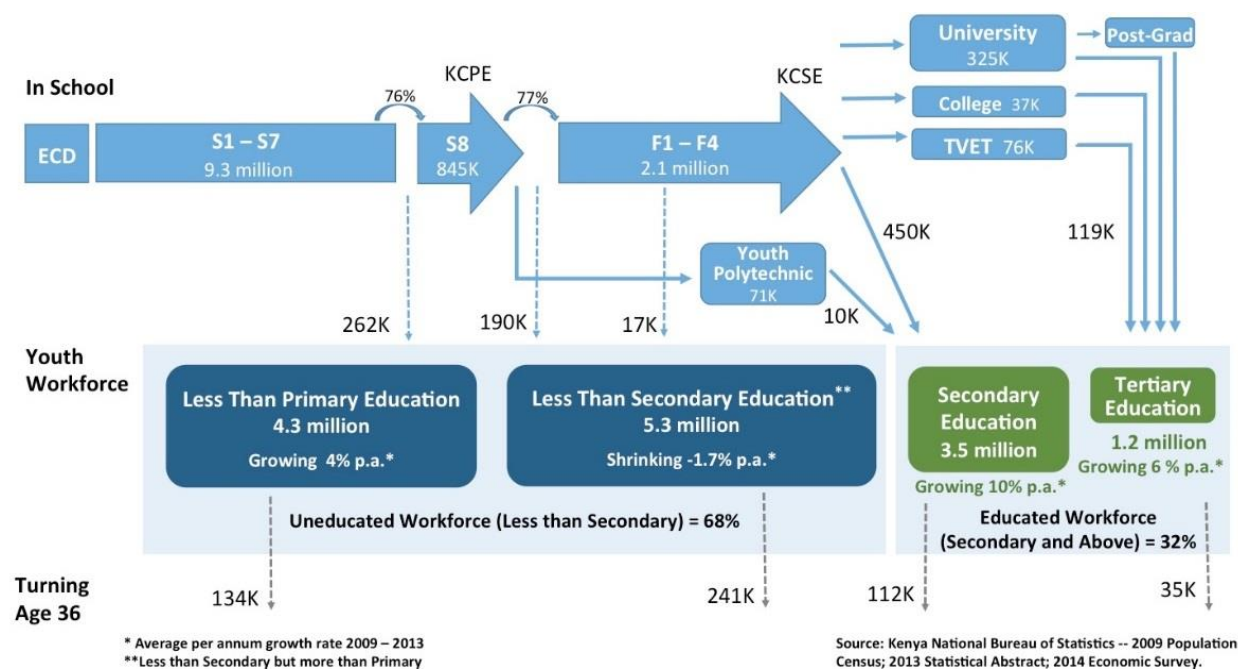 In School
ECD
S1 – S7
9.3 million
76%
KCPE
S8
845K
77%
F1 – F4
2.1 million
KCSE
University
325K
Post-Grad
College 37K
TVET 76K
450K
119K
Youth
Polytechnic
71K
262K
190K
17K
10K
Youth
Workforce
Less Than Primary Education
4.3 million
Growing 4% p.a.*
Less Than Secondary Education**
5.3 million
Shrinking -1.7% p.a.*
Uneducated Workforce (Less than Secondary) = 68%
Secondary
Education
3.5 million
Growing 10% p.a.*
Tertiary
Education
1.2 million
Growing 6 % p.a.*
Educated Workforce
(Secondary and Above) = 32%
Turning
Age 36
134K
241K
112K
35K
* Average per annum growth rate 2009 – 2013
**Less than Secondary but more than Primary
Source: Kenya National Bureau of Statistics -- 2009 Population
Census; 2013 Statistical Abstract; 2014 Economic Survey.